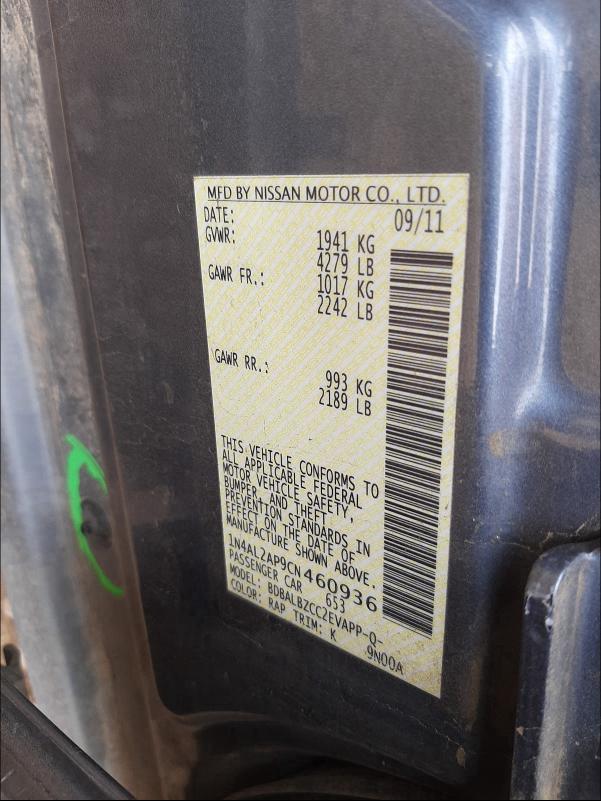 MFD BY NISSAN MOTOR CO., LTD.
DATE: 09/11
GVWR: 1941 KG
4279 LB
GAWR FR.: 1017 KG
2242 LB
GAWR RR.: 993 KG
2189 LB
THIS VEHICLE CONFORMS TO
ALL APPLICABLE FEDERAL
MOTOR VEHICLE SAFETY,
BUMPER, AND THEFT
PREVENTION STANDARDS IN
EFFECT ON THE DATE OF
MANUFACTURE SHOWN ABOVE.
1N4AL2AP9CN460936
PASSENGER CAR 653
MODEL: BDBALBZCC2EVAPP-Q-
COLOR: RAP TRIM: K 9N00A